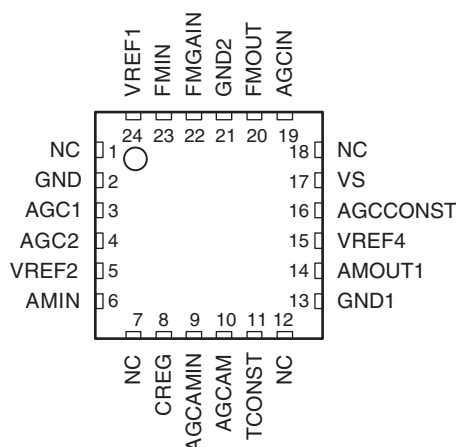 VREF1
FMIN
FMGAIN
GND2
FMOUT
AGCIN
24 23 22 21 20 19
NC 1 18 NC
GND 2 17 VS
AGC1 3 16 AGCCONST
AGC2 4 15 VREF4
VREF2 5 14 AMOUT1
AMIN 6 13 GND1
7 8 9 10 11 12
NC
CREG
AGCAMIN
AGCAM
TCONST
NC